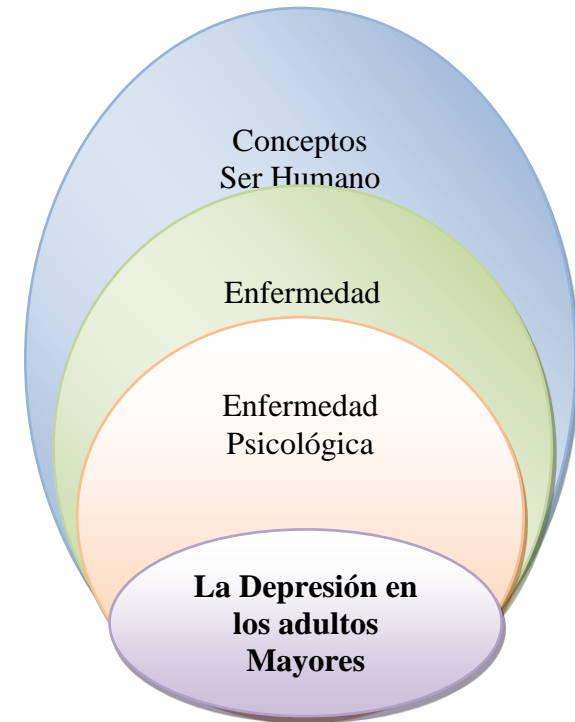 Conceptos
Ser Humano
Enfermedad
Enfermedad
Psicológica
La Depresión en
los adultos
Mayores